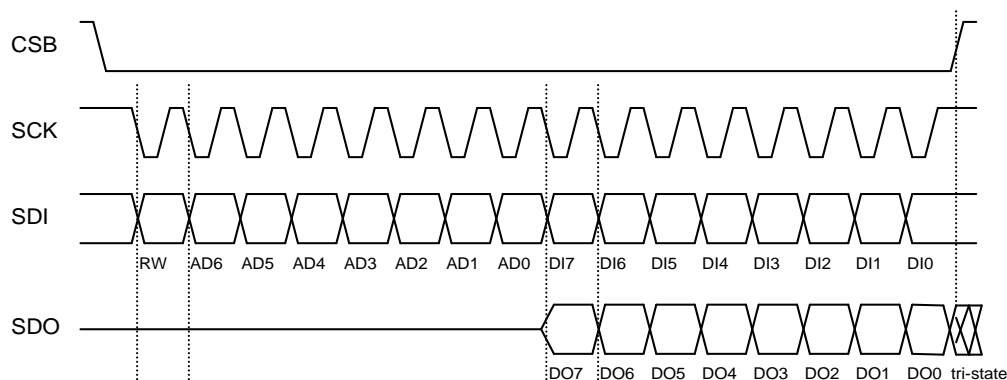 CSB
SCK
SDI
RW AD6 AD5 AD4 AD3 AD2 AD1 AD0 DI7 DI6 DI5 DI4 DI3 DI2 DI1 DI0
SDO
DO7 DO6 DO5 DO4 DO3 DO2 DO1 DO0 tri-state